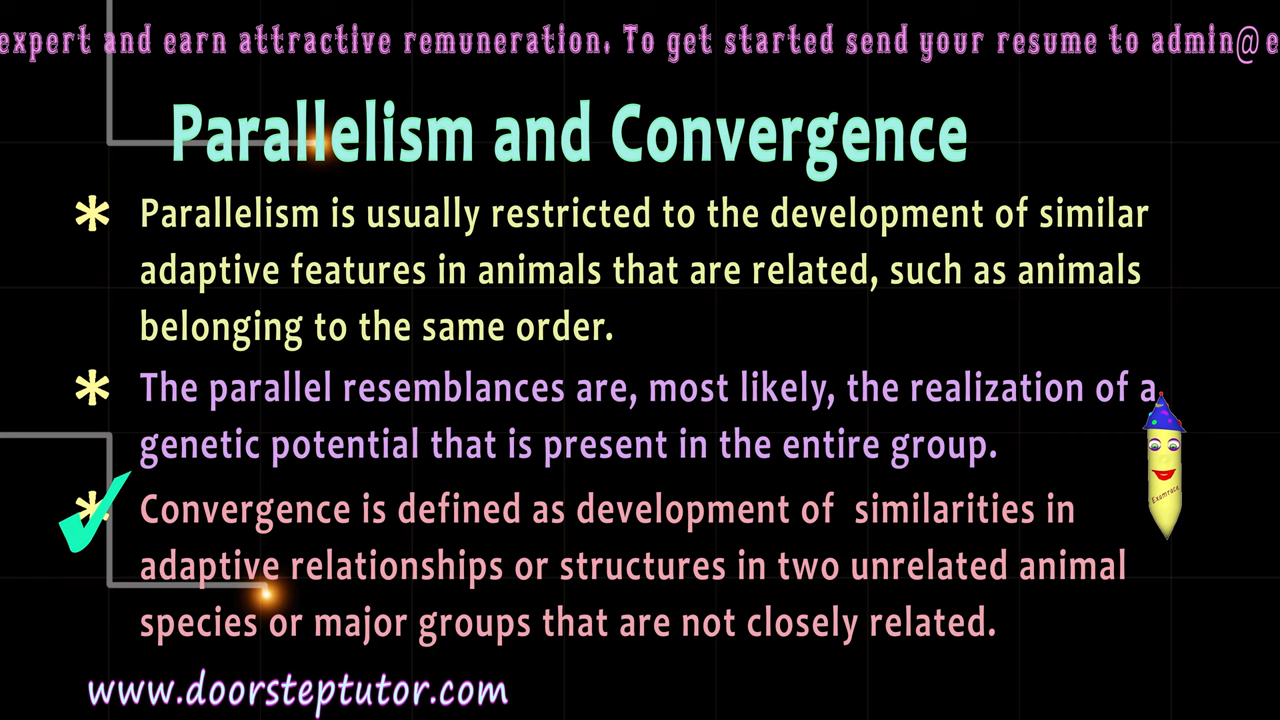 expert and earn attractive remuneration. To get started send your resume to admin@e
Parallelism and Convergence
* Parallelism is usually restricted to the development of similar
adaptive features in animals that are related, such as animals
belonging to the same order.
* The parallel resemblances are, most likely, the realization of a
genetic potential that is present in the entire group.
* Convergence is defined as development of similarities in
adaptive relationships or structures in two unrelated animal
species or major groups that are not closely related.
Examrace
www.doorsteptutor.com